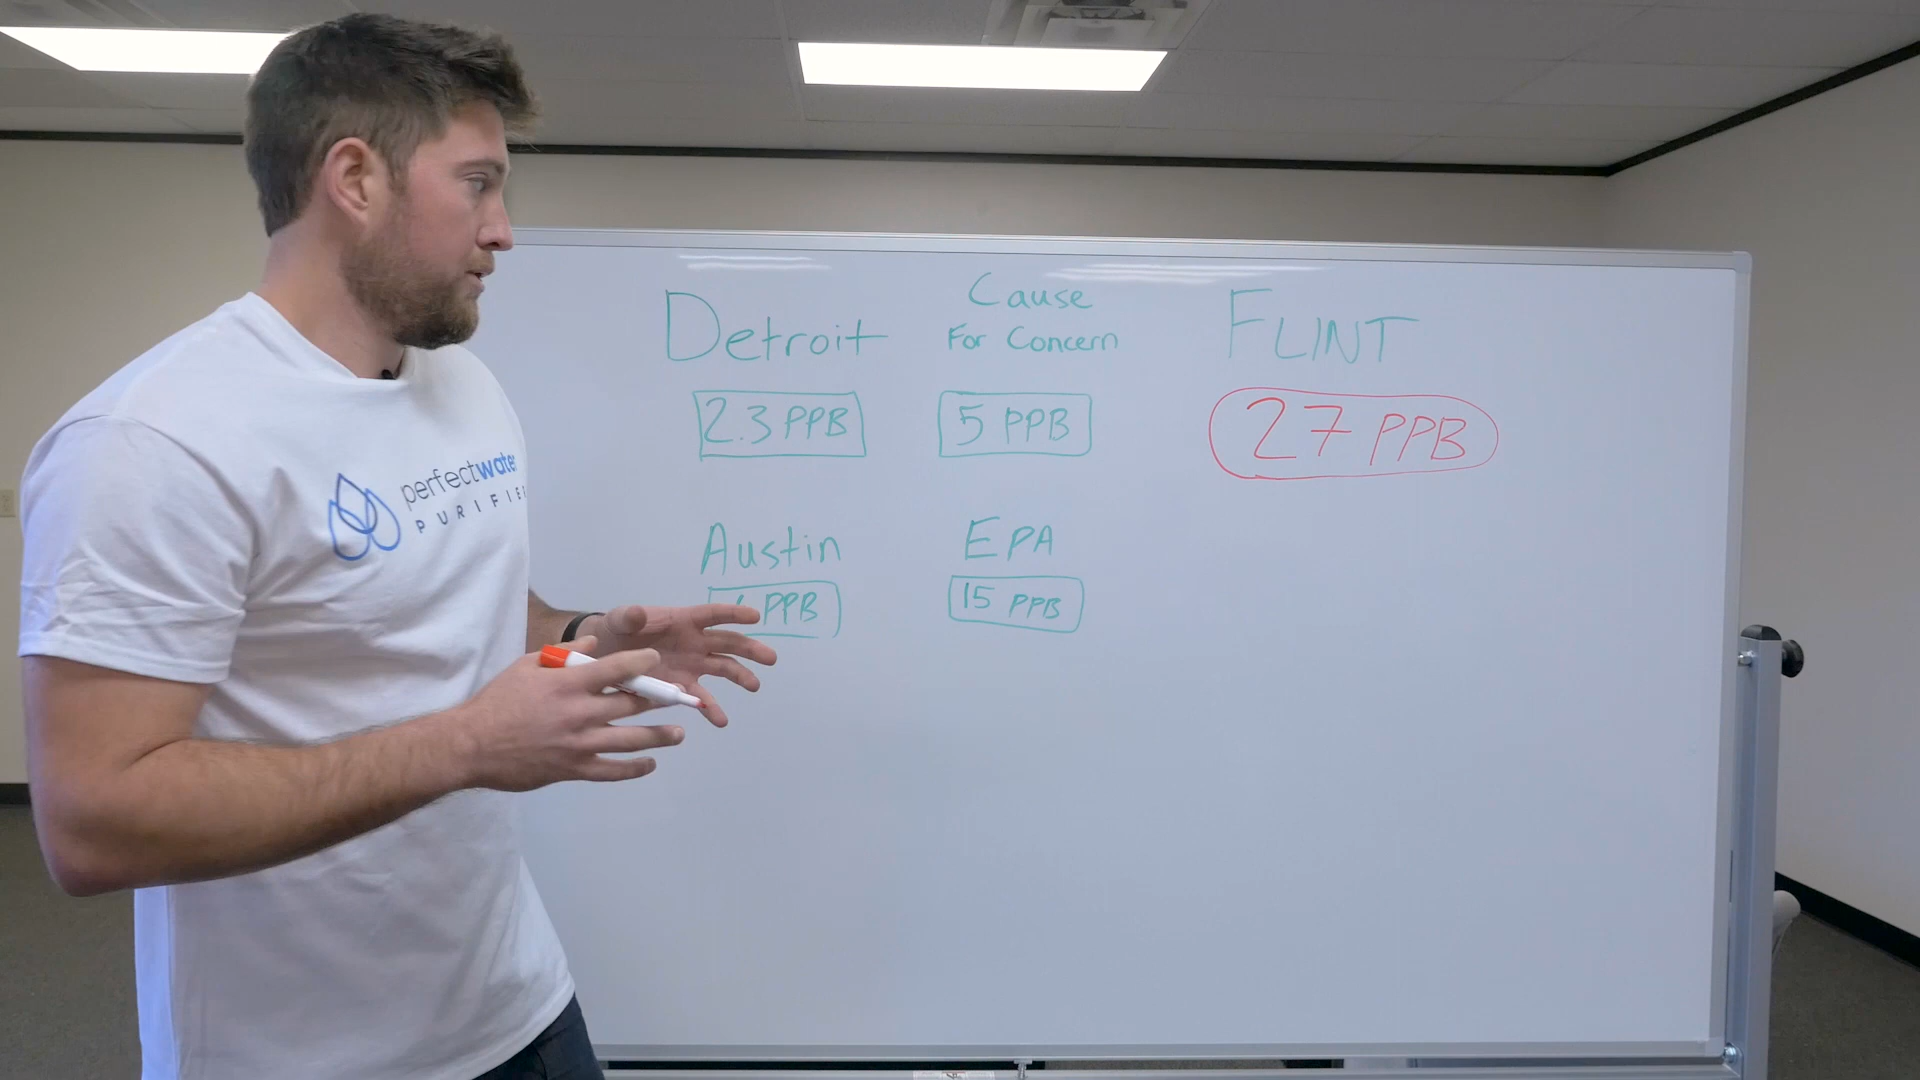 Detroit
Cause
For Concern
FLINT
2.3 PPB
5 PPB
27 PPB
Austin
EPA
PPB
15 PPB
perfectwater
PURIFIE